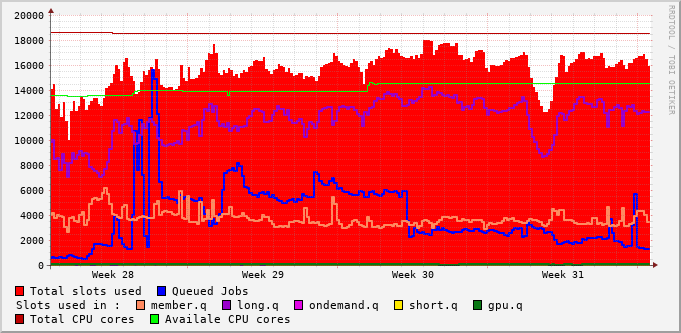 20000
18000
16000
14000
12000
10000
8000
6000
4000
2000
0
Week 28 Week 29 Week 30 Week 31
Total slots used Queued Jobs
Slots used in : member.q long.q ondemand.q short.q gpu.q
Total CPU cores Availale CPU cores
RRDTOOL / TOBI OETIKER